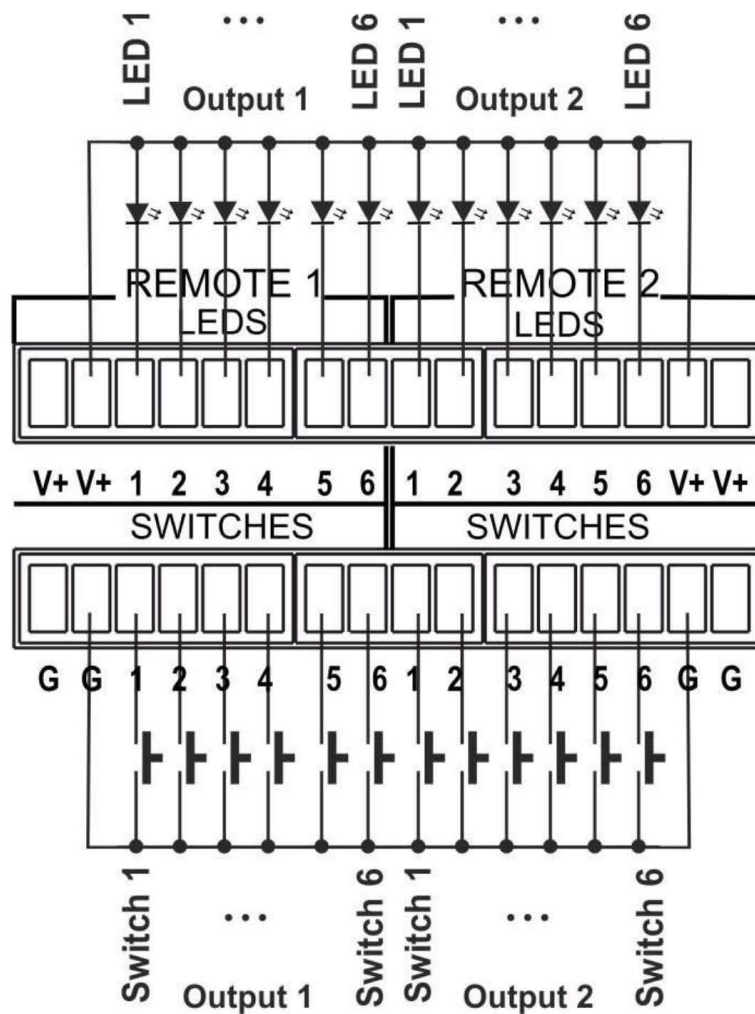 LED 1 ... LED 6 LED 1 ... LED 6
Output 1 Output 2
REMOTE 1 REMOTE 2
LEDS LEDS
V+ V+ 1 2 3 4 5 6 1 2 3 4 5 6 V+ V+
SWITCHES SWITCHES
G G 1 2 3 4 5 6 1 2 3 4 5 6 G G
Switch 1 ... Switch 6 Switch 1 ... Switch 6
Output 1 Output 2